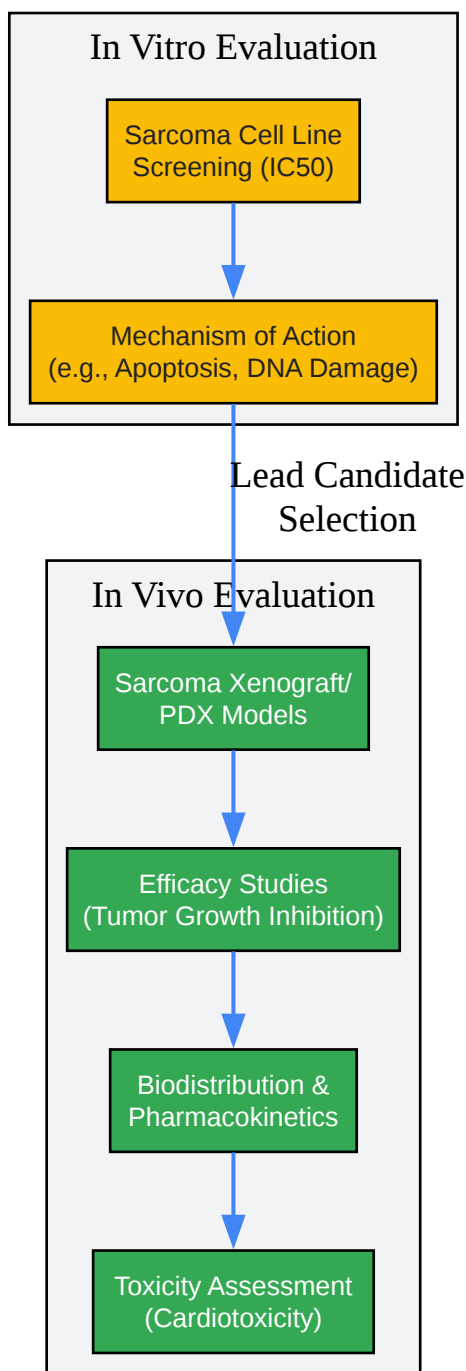 In Vitro Evaluation
Sarcoma Cell Line
Screening (IC50)
Mechanism of Action
(e.g., Apoptosis, DNA Damage)
Lead Candidate
Selection
In Vivo Evaluation
Sarcoma Xenograft/
PDX Models
Efficacy Studies
(Tumor Growth Inhibition)
Biodistribution &
Pharmacokinetics
Toxicity Assessment
(Cardiotoxicity)